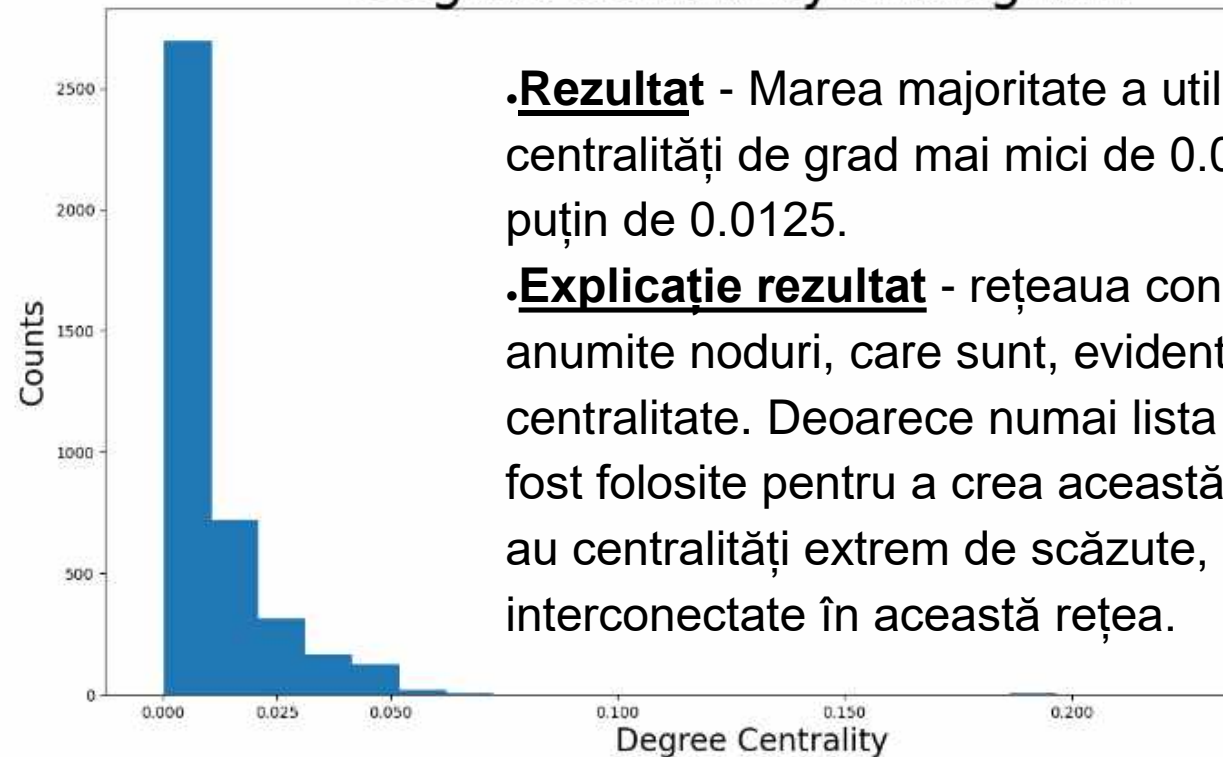 2500
2000
1500
1000
500
0
Counts
.Rezultat - Marea majoritate a util
centralități de grad mai mici de 0.0
puțin de 0.0125.
.Explicație rezultat - rețeaua con
anumite noduri, care sunt, evident
centralitate. Deoarece numai lista
fost folosite pentru a crea această
au centralități extrem de scăzute,
interconectate în această rețea.
0.000 0.025 0.050 0.100 0.150 0.200
Degree Centrality